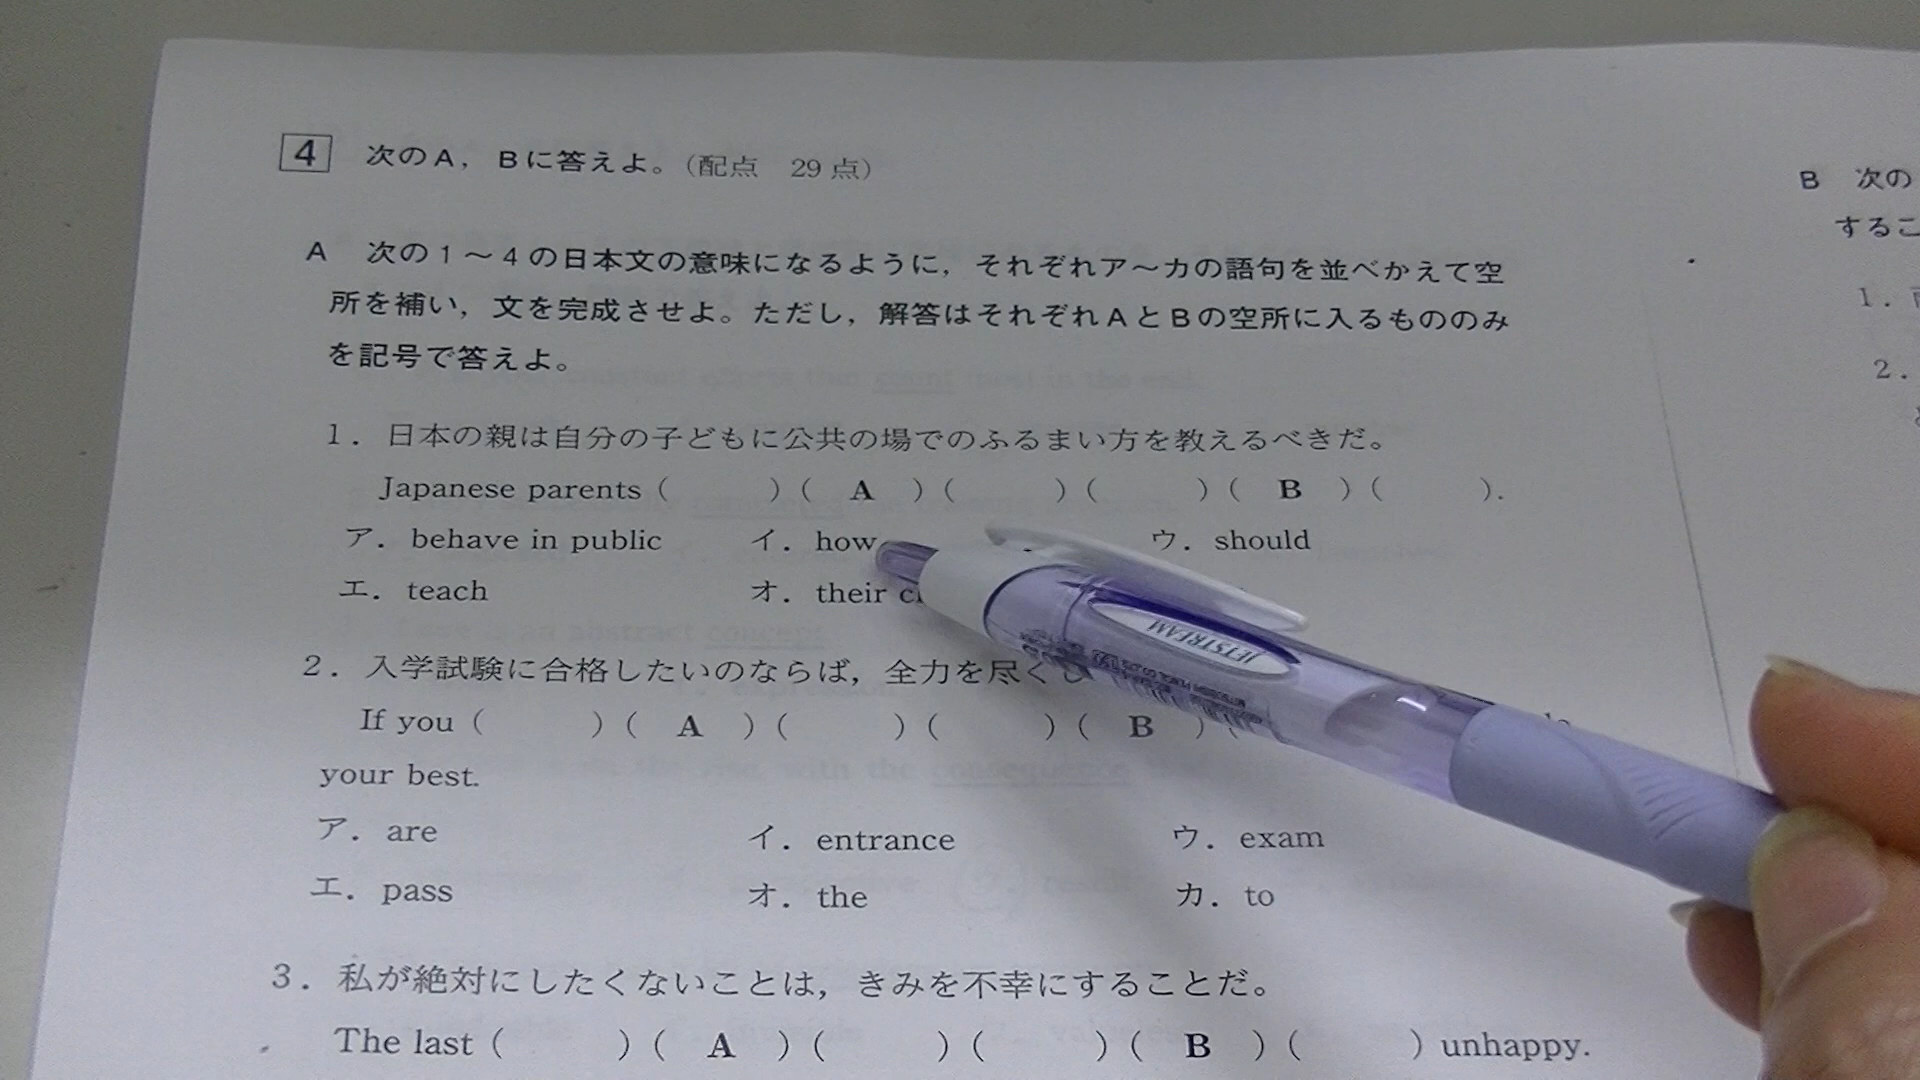 4 次のA，Bに答えよ。（配点 29点）
A 次の1～4の日本文の意味になるように，それぞれア～カの語句を並べかえて空
所を補い，文を完成させよ。ただし，解答はそれぞれAとBの空所に入るもののみ
を記号で答えよ。
1．日本の親は自分の子どもに公共の場でのふるまい方を教えるべきだ。
Japanese parents ( ) ( A ) ( ) ( ) ( B ) ( ).
ア．behave in public イ．how ウ．should
エ．teach オ．their
2．入学試験に合格したいのならば，全力を尽く
If you ( ) ( A ) ( ) ( ) ( B ) (
your best.
ア．are イ．entrance ウ．exam
エ．pass オ．the カ．to
3．私が絶対にしたくないことは，きみを不幸にすることだ。
The last ( ) ( A ) ( ) ( ) ( B ) ( ) unhappy.
B 次の
するこ
1．
2．
JETSTREAM